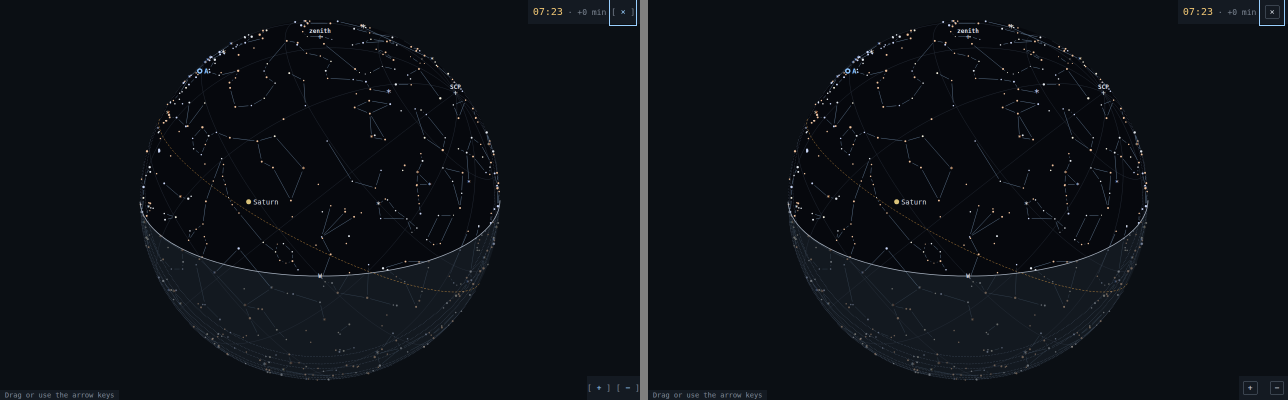 07:23 · +0 min [ × ]
zenith
A
SCP
Saturn
W
[ + ] [ − ]
Drag or use the arrow keys
07:23 · +0 min ×
zenith
A
SCP
Saturn
W
+ −
Drag or use the arrow keys